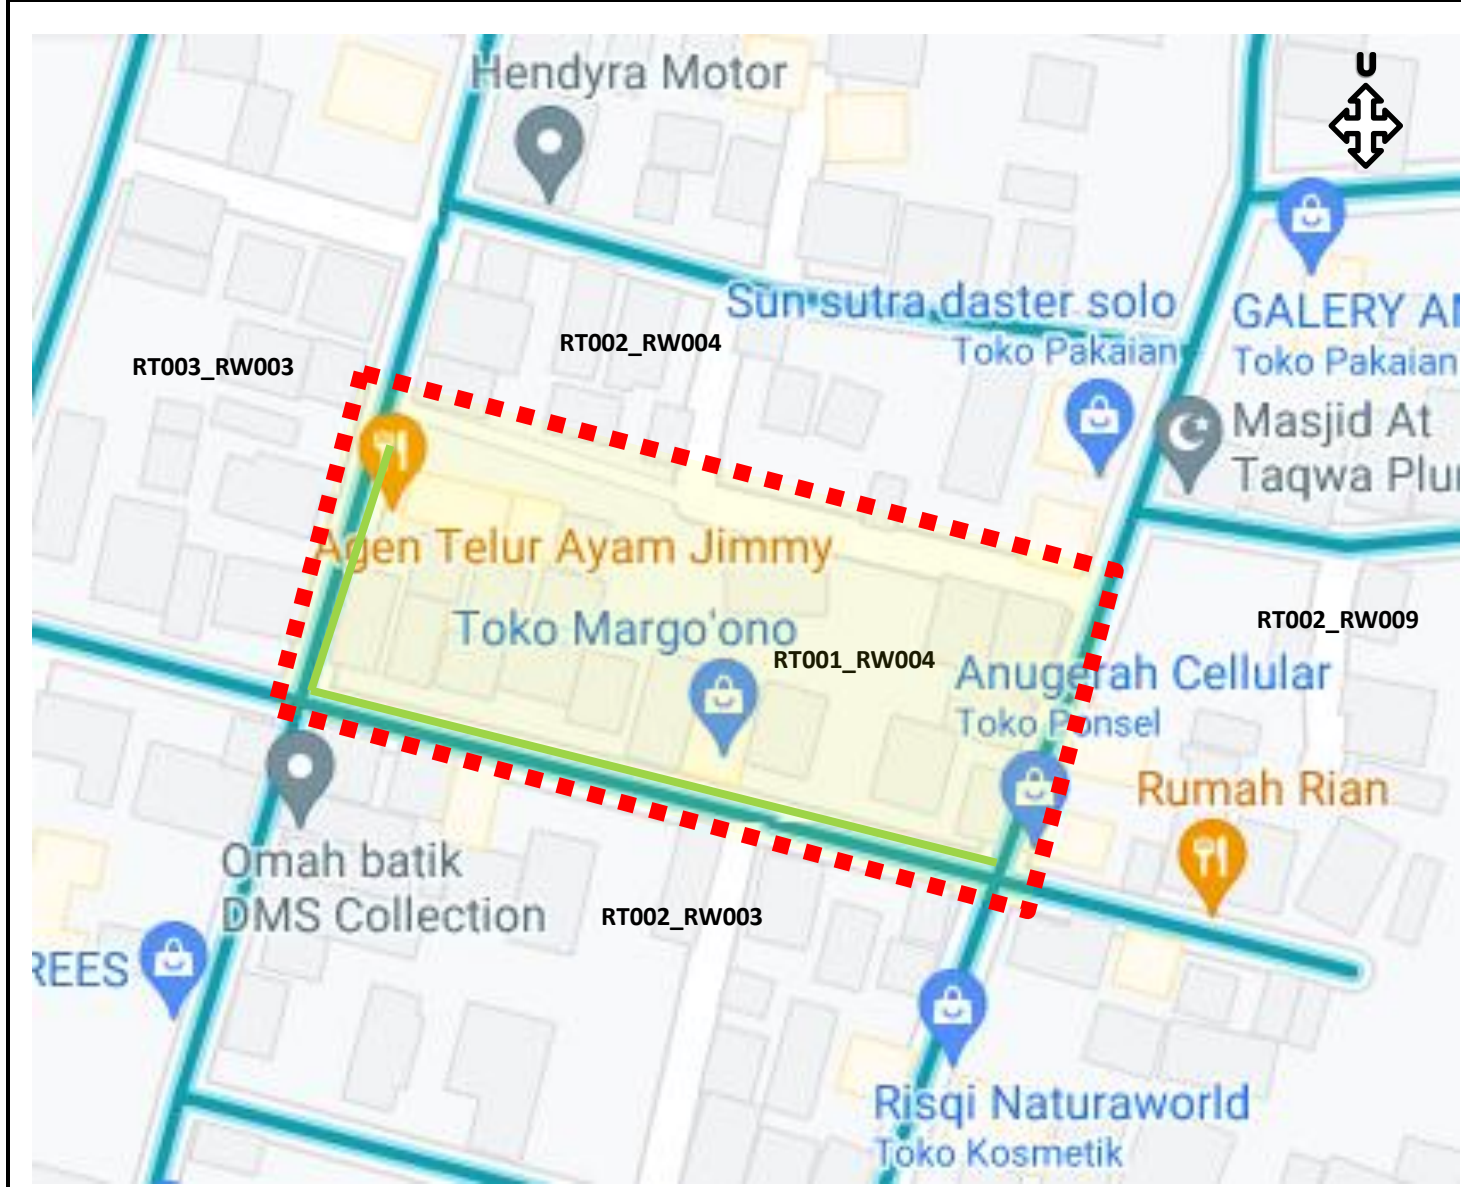 U
Hendyra Motor
Sun sutra daster solo
Toko Pakaian
GALERY AN
Toko Pakaian
RT002_RW004
RT003_RW003
Masjid At
Taqwa Plu
Agen Telur Ayam Jimmy
Toko Margo'ono
RT001_RW004
RT002_RW009
Anugerah Cellular
Toko Ponsel
Rumah Rian
Omah batik
DMS Collection
RT002_RW003
REES
Risqi Naturaworld
Toko Kosmetik